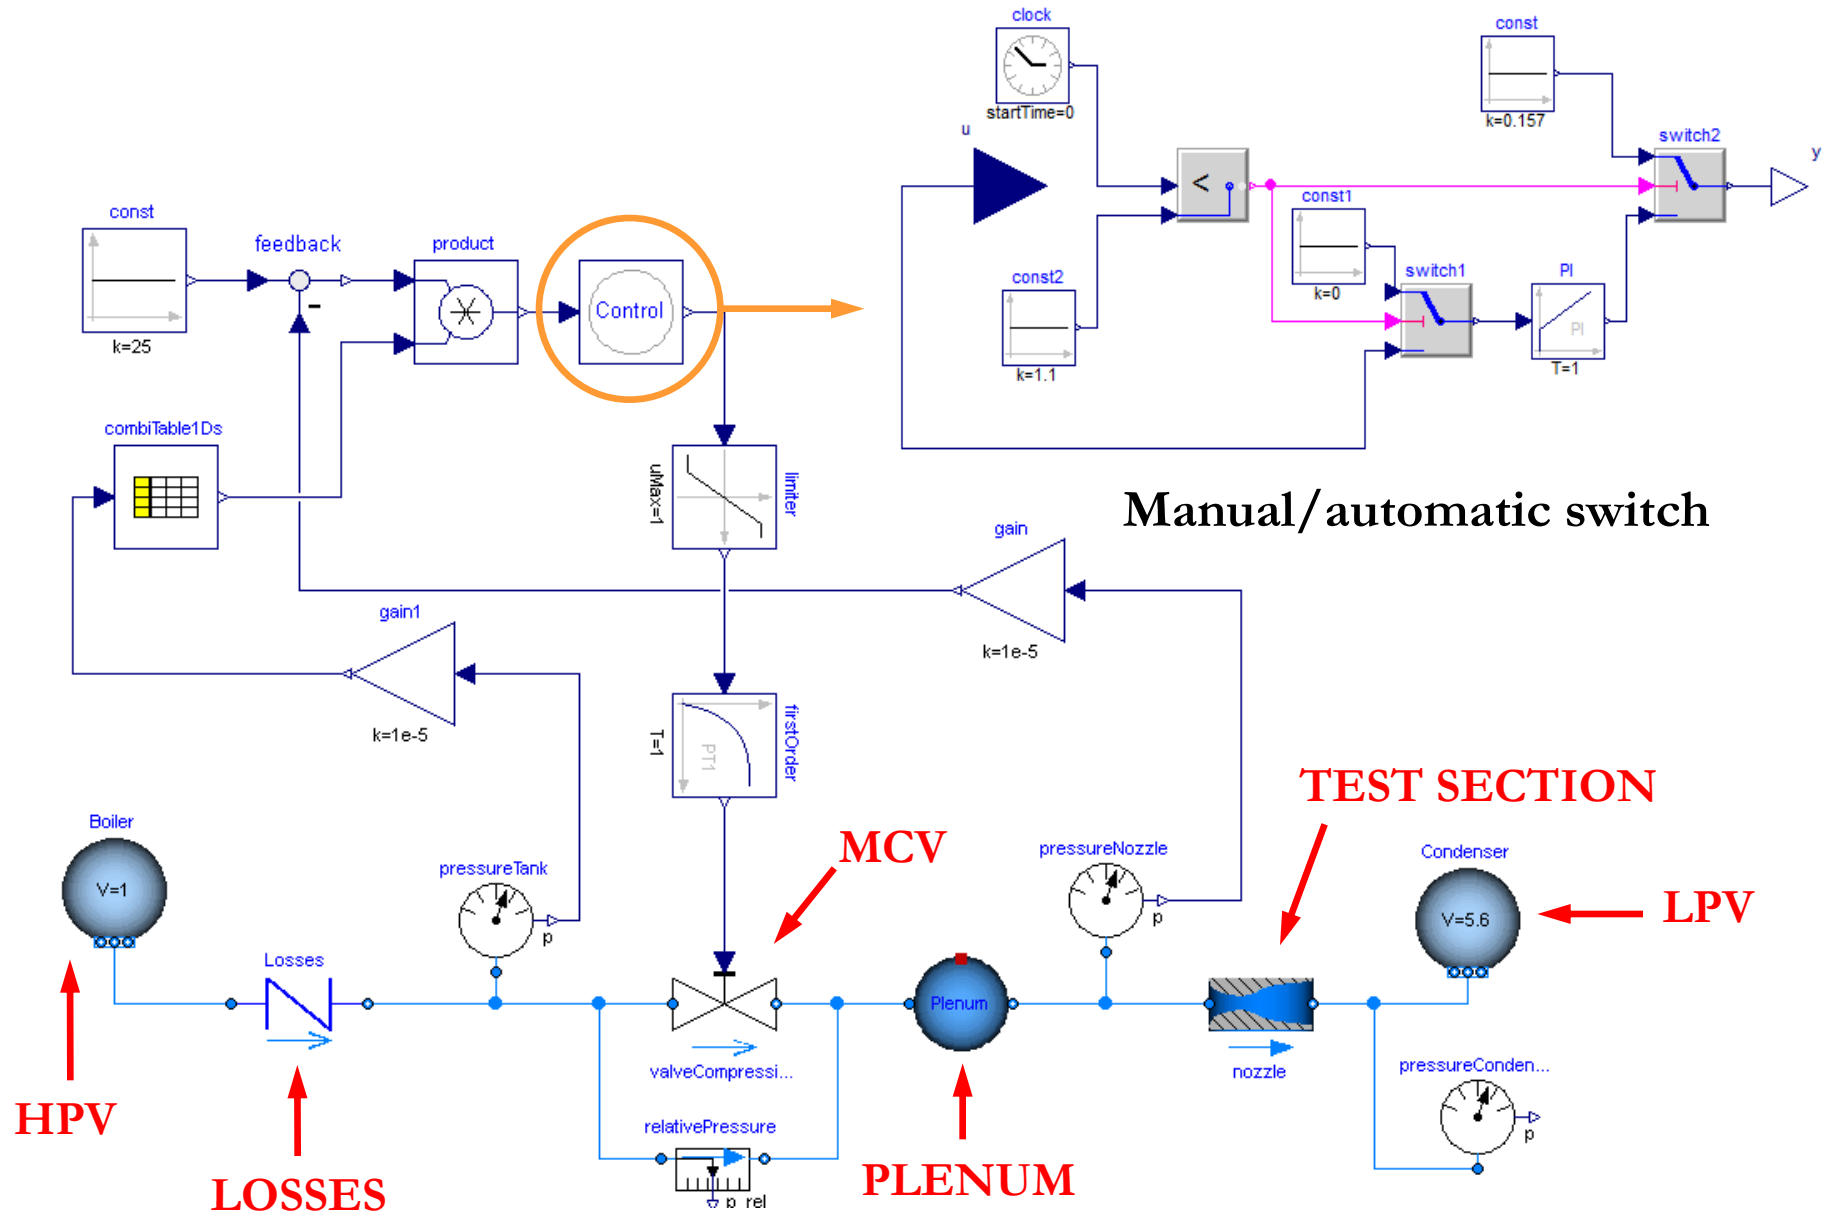 clock
startTime=0
const
k=0.157
u
<
switch2
y
const1
k=0
const2
k=1.1
switch1
PI
PI
T=1
Manual/automatic switch
const
k=25
feedback
-
product
Control
combiTable1Ds
limiter
uMax=1
gain
k=1e-5
gain1
k=1e-5
firstOrder
PT1
T=1
Boiler
V=1
HPV
Losses
LOSSES
pressureTank
p
MCV
valveCompressi...
relativePressure
p_rel
Plenum
PLENUM
pressureNozzle
p
TEST SECTION
nozzle
Condenser
V=5.6
LPV
pressureConden...
p